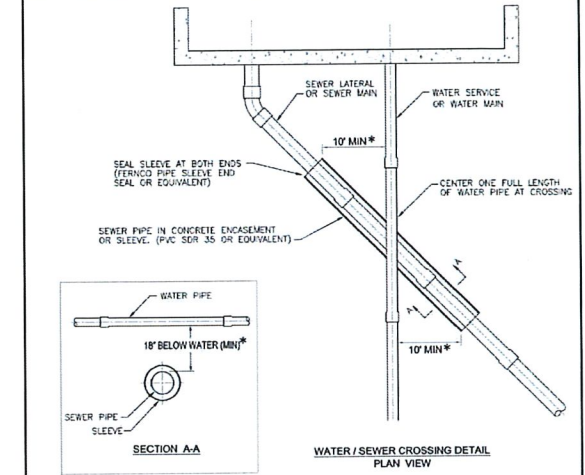 SEWER LATERAL
OR SEWER MAIN
WATER SERVICE
OR WATER MAIN
10' MIN*
SEAL SLEEVE AT BOTH ENDS
(FERNCO PIPE SLEEVE END
SEAL OR EQUIVALENT)
CENTER ONE FULL LENGTH
OF WATER PIPE AT CROSSING
SEWER PIPE IN CONCRETE ENCASEMENT
OR SLEEVE. (PVC SDR 35 OR EQUIVALENT)
A
A
10' MIN*
WATER PIPE
18" BELOW WATER (MIN)*
SEWER PIPE
SLEEVE
SECTION A-A
WATER / SEWER CROSSING DETAIL
PLAN VIEW